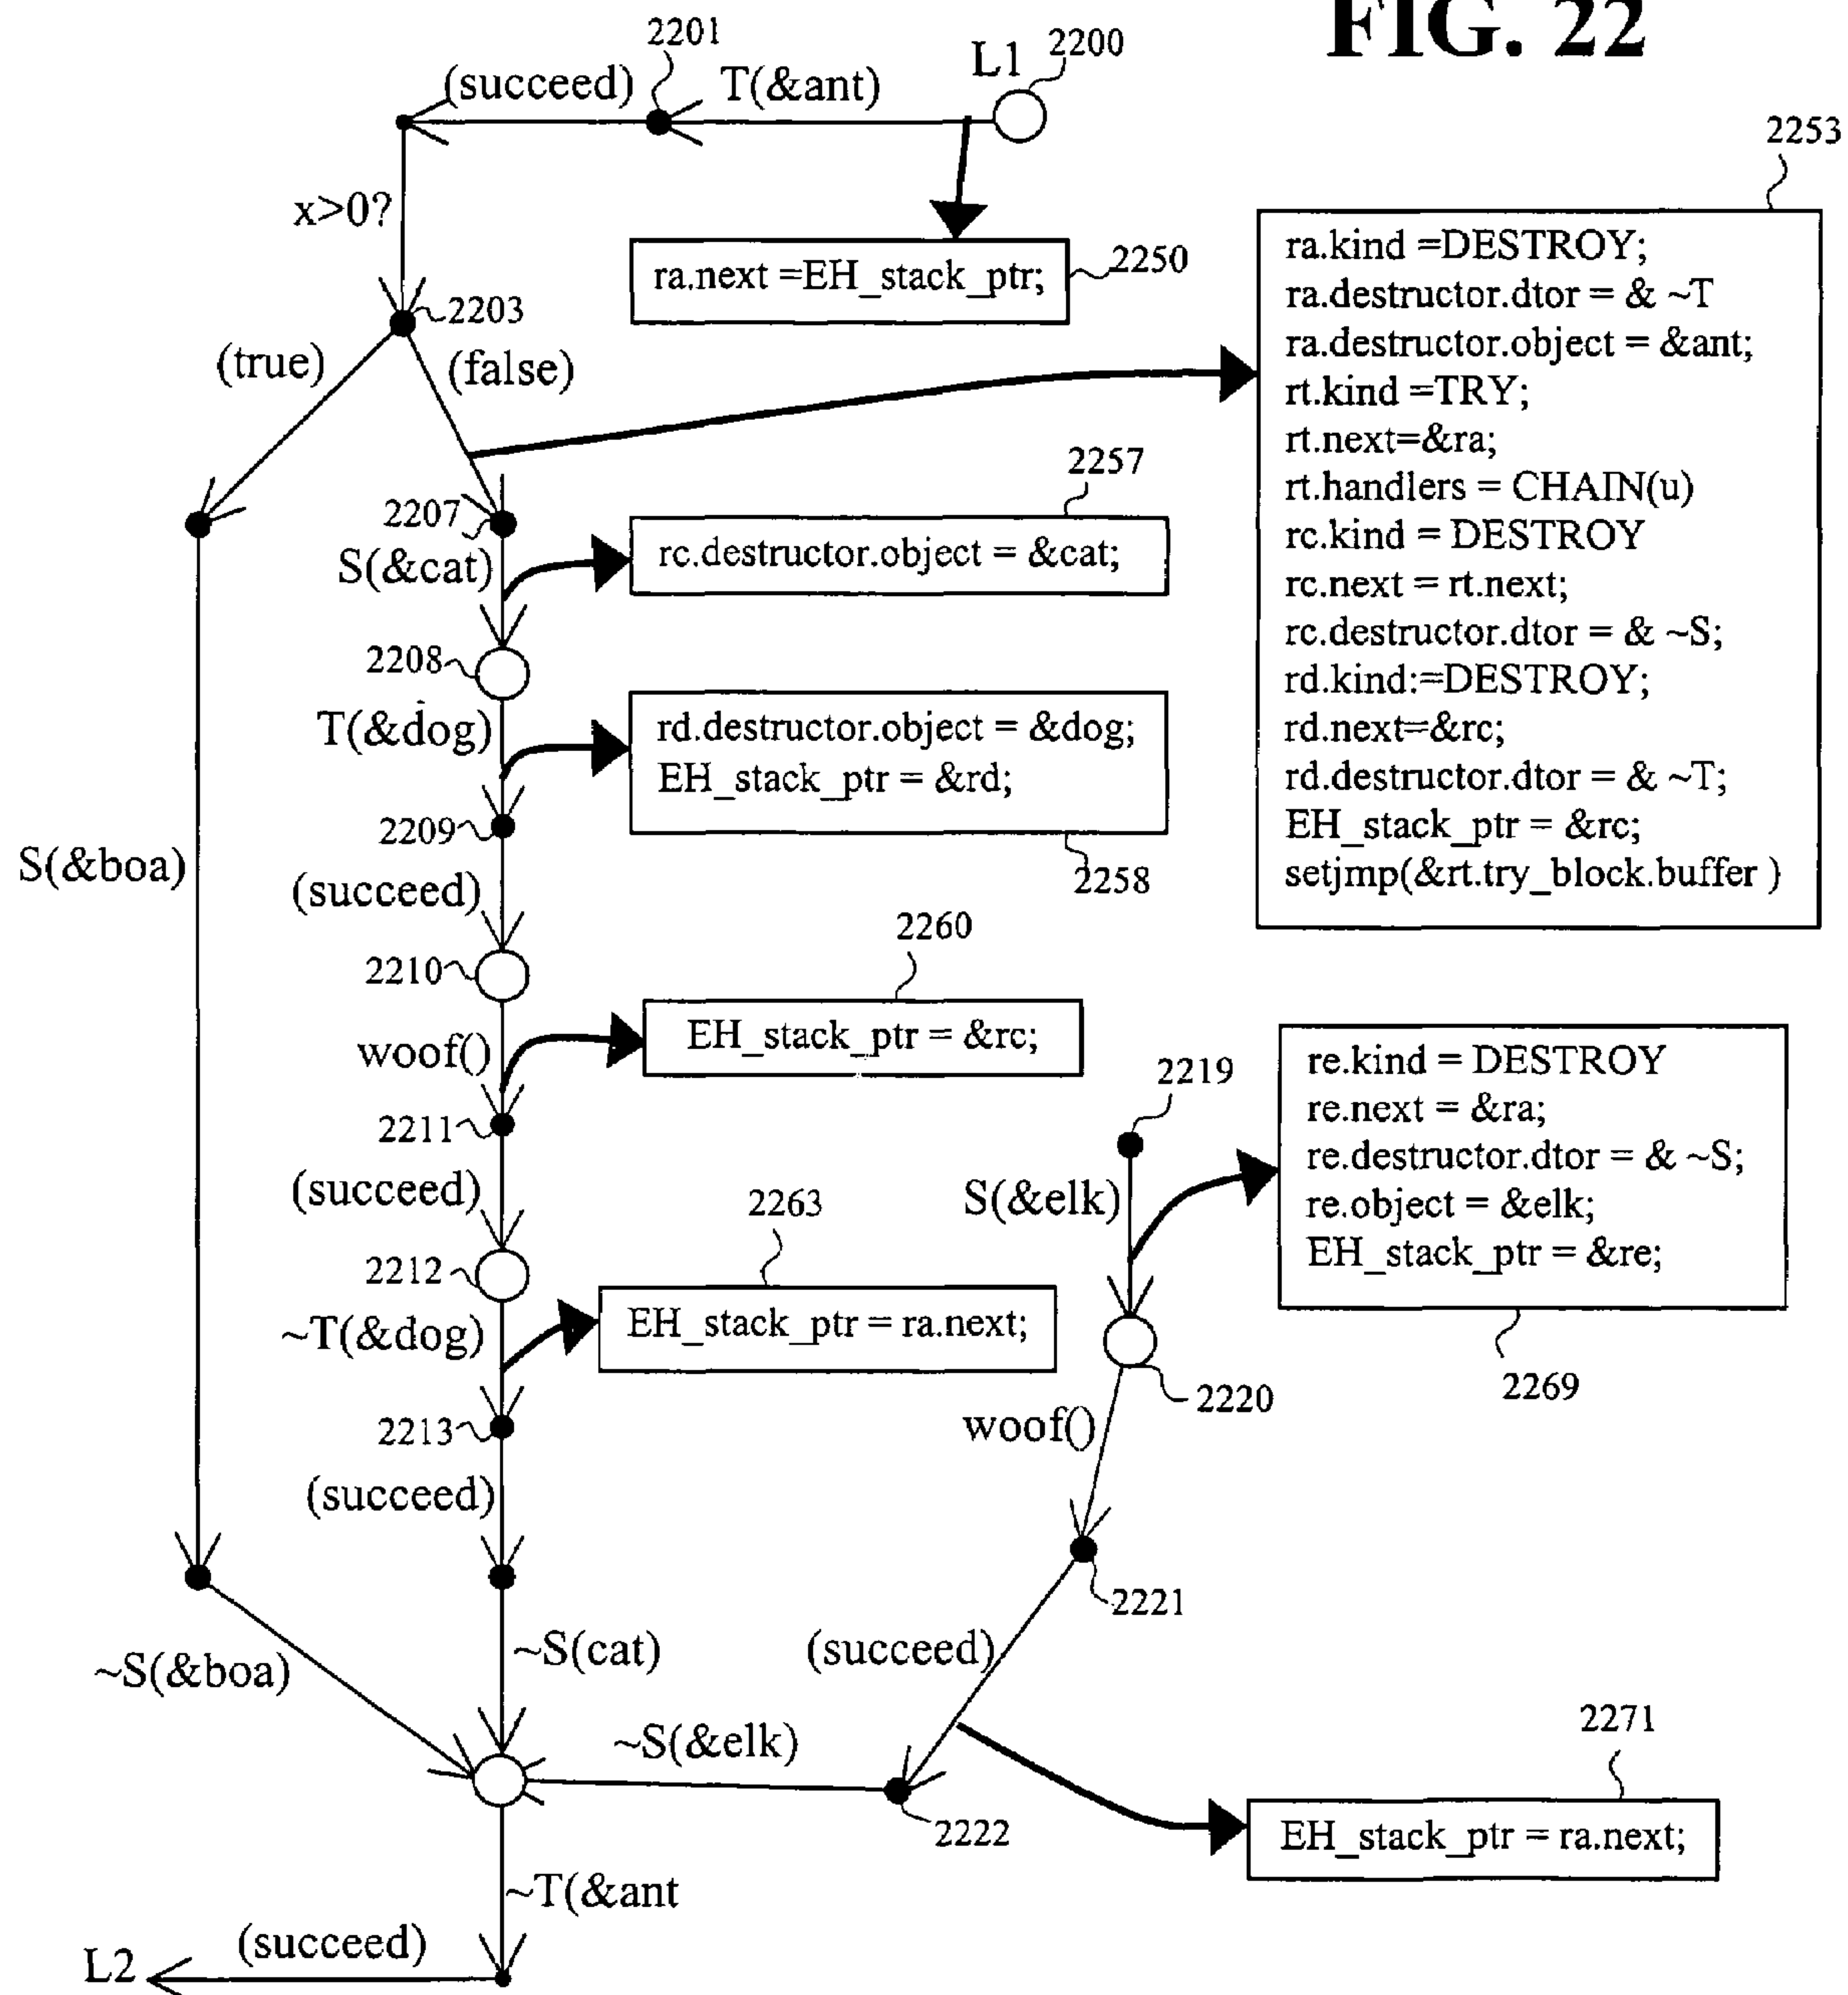 FIG. 22
2201
L1
2200
(succeed)
T(&ant)
2253
x>0?
ra.next =EH_stack_ptr;
2250
2203
(true)
(false)
ra.kind =DESTROY;
ra.destructor.dtor = & ~T
ra.destructor.object = &ant;
rt.kind =TRY;
rt.next=&ra;
rt.handlers = CHAIN(u)
rc.kind = DESTROY
rc.next = rt.next;
rc.destructor.dtor = & ~S;
rd.kind:=DESTROY;
rd.next=&rc;
rd.destructor.dtor = & ~T;
EH_stack_ptr = &rc;
setjmp(&rt.try_block.buffer )
2257
2207
S(&cat)
rc.destructor.object = &cat;
2208
T(&dog)
rd.destructor.object = &dog;
EH_stack_ptr = &rd;
2209
2258
S(&boa)
(succeed)
2260
2210
woof()
EH_stack_ptr = &rc;
2219
2211
re.kind = DESTROY
re.next = &ra;
re.destructor.dtor = & ~S;
re.object = &elk;
EH_stack_ptr = &re;
(succeed)
2263
S(&elk)
2212
~T(&dog)
EH_stack_ptr = ra.next;
2220
2269
2213
woof()
(succeed)
2221
~S(&boa)
~S(cat)
(succeed)
~S(&elk)
2271
2222
EH_stack_ptr = ra.next;
~T(&ant
L2
(succeed)